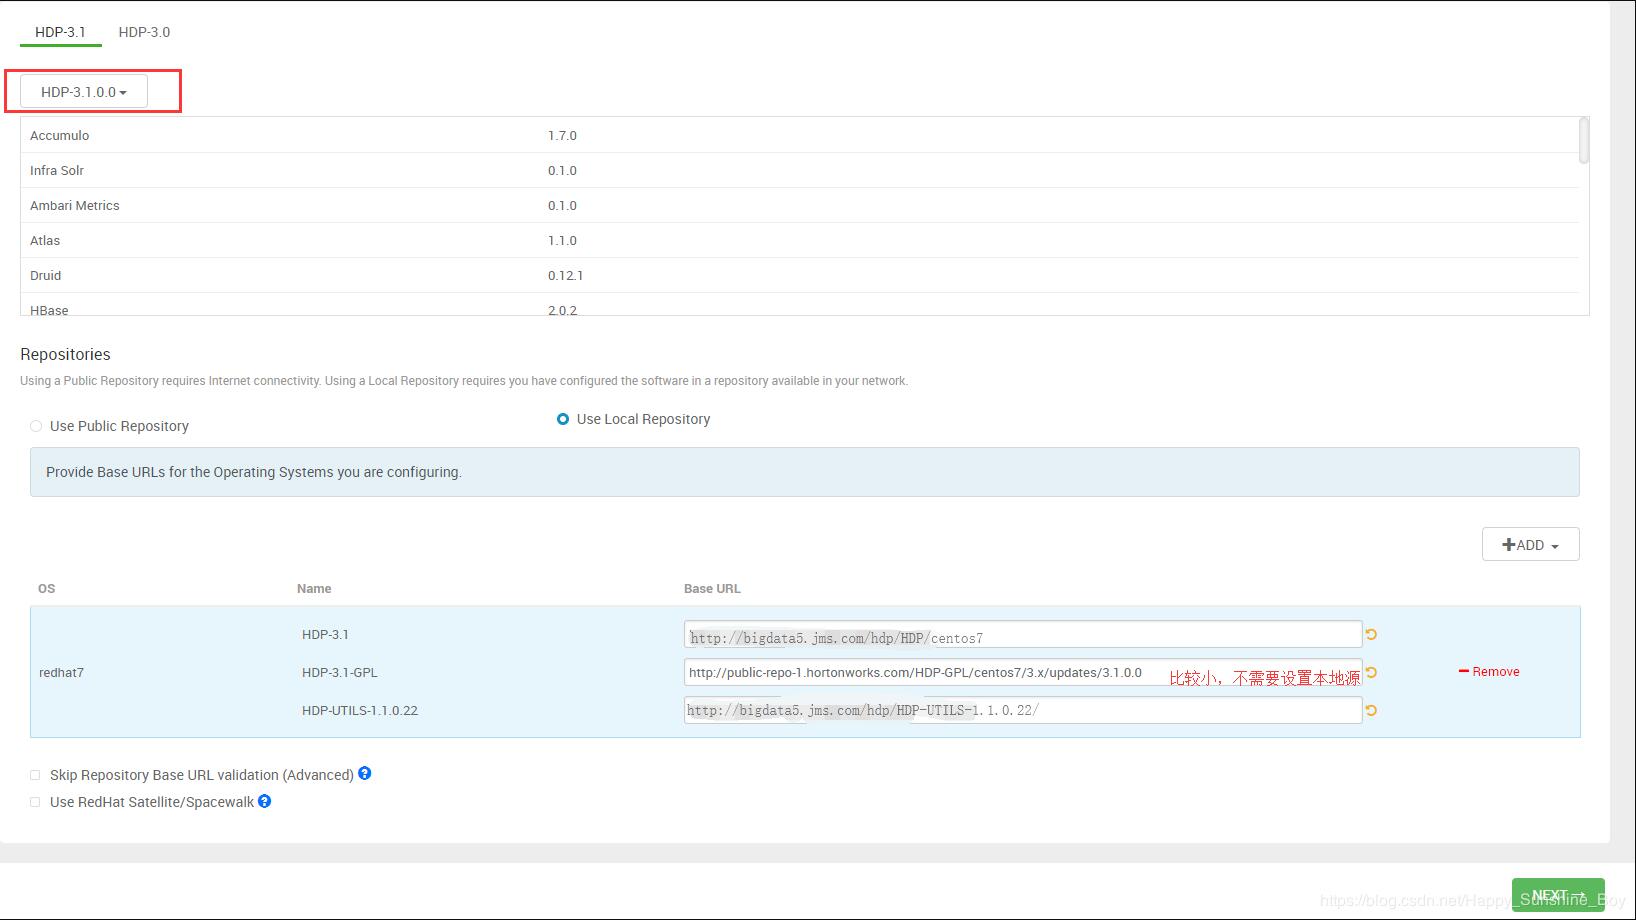 HDP-3.1 HDP-3.0
HDP-3.1.0.0
Accumulo 1.7.0
Infra Solr 0.1.0
Ambari Metrics 0.1.0
Atlas 1.1.0
Druid 0.12.1
HBase 2.0.2
Repositories
Using a Public Repository requires Internet connectivity. Using a Local Repository requires you have configured the software in a repository available in your network.
Use Public Repository Use Local Repository
Provide Base URLs for the Operating Systems you are configuring.
ADD
OS Name Base URL
HDP-3.1 http://bigdata5.jms.com/hdp/HDP/centos7
redhat7 HDP-3.1-GPL http://public-repo-1.hortonworks.com/HDP-GPL/centos7/3.x/updates/3.1.0.0 比较小，不需要设置本地源 Remove
HDP-UTILS-1.1.0.22 http://bigdata5.jms.com/hdp/HDP-UTILS-1.1.0.22/
Skip Repository Base URL validation (Advanced) ?
Use RedHat Satellite/Spacewalk ?
NEXT →
https://blog.csdn.net/Happy_Sunshine_Boy